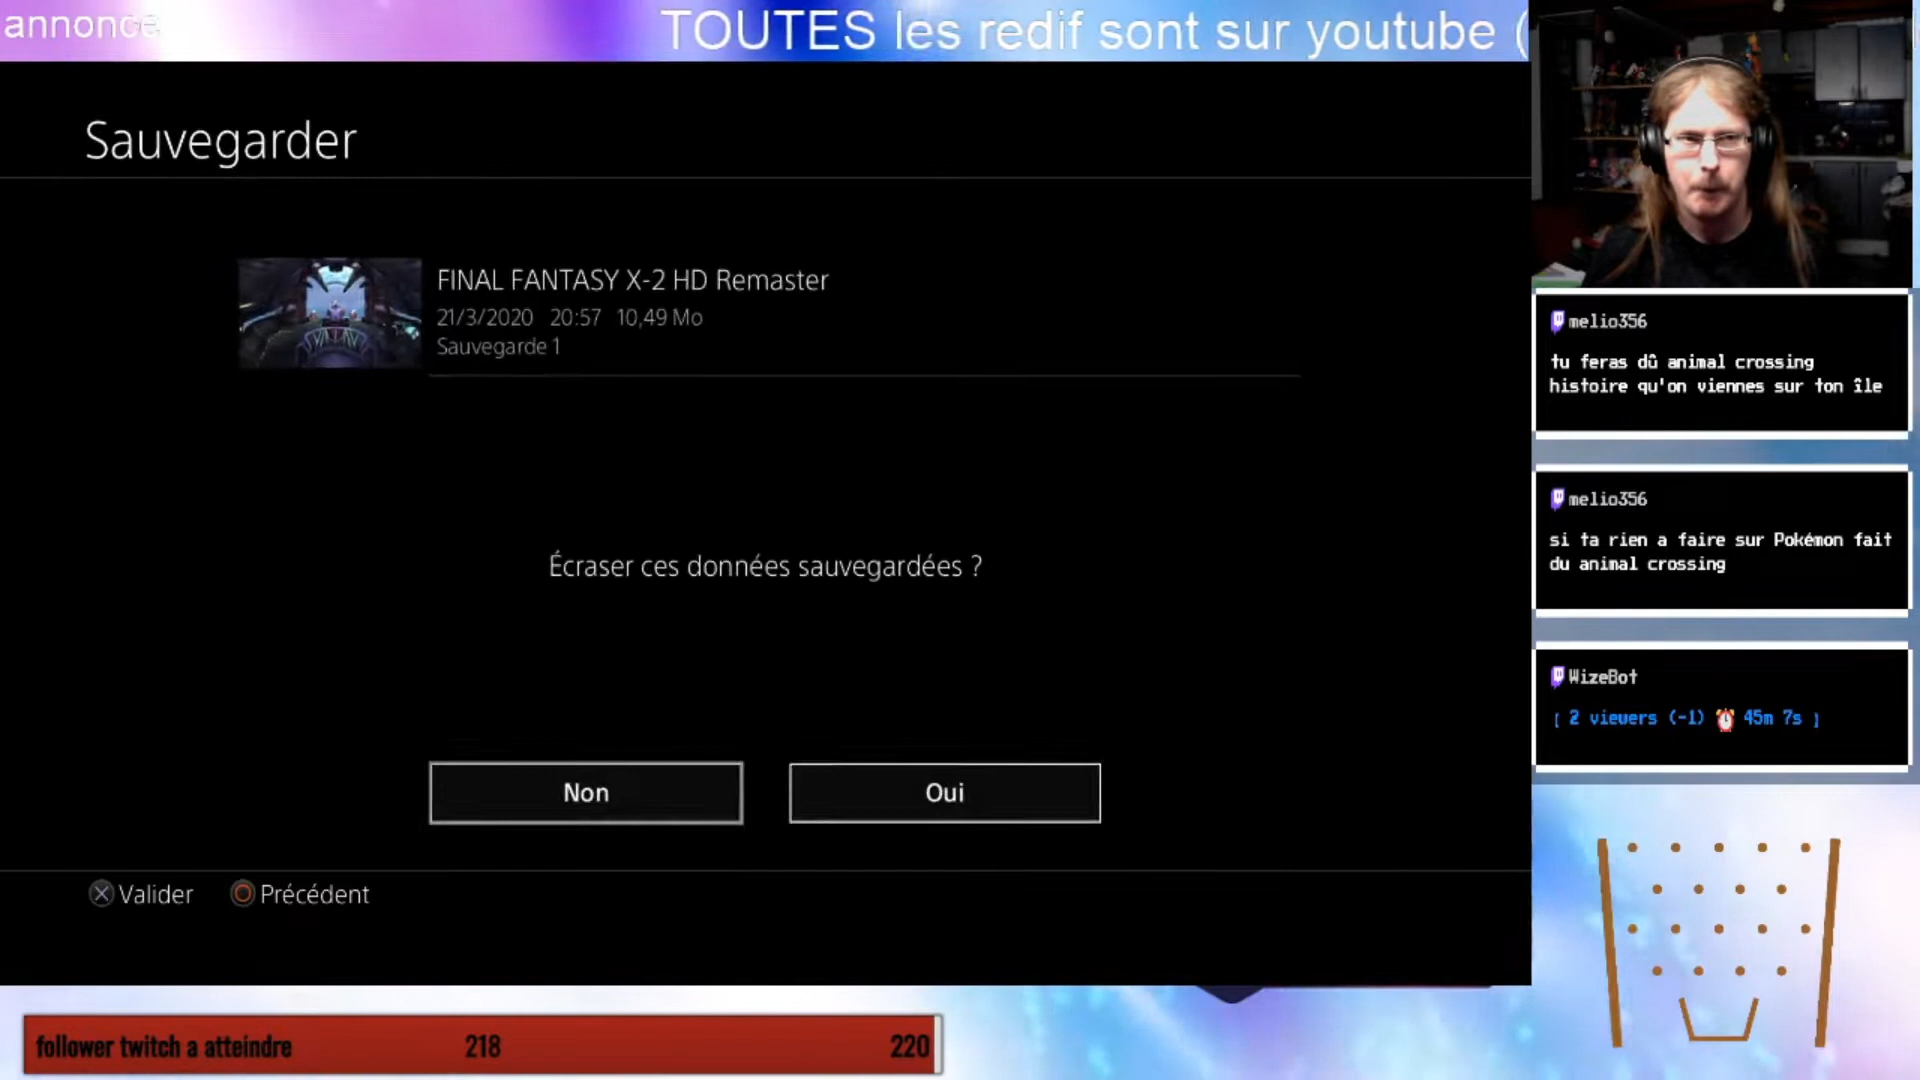 annonce
TOUTES les redif sont sur youtube (
Sauvegarder
FINAL FANTASY X-2 HD Remaster
21/3/2020 20:57 10,49 Mo
Sauvegarde 1
Écraser ces données sauvegardées ?
Non
Oui
Valider
Précédent
melio356
tu feras dû animal crossing
histoire qu'on viennes sur ton île
melio356
si ta rien a faire sur Pokémon fait
du animal crossing
WizeBot
[ 2 viewers (-1) ⏰ 45m 7s ]
follower twitch a atteindre 218 220